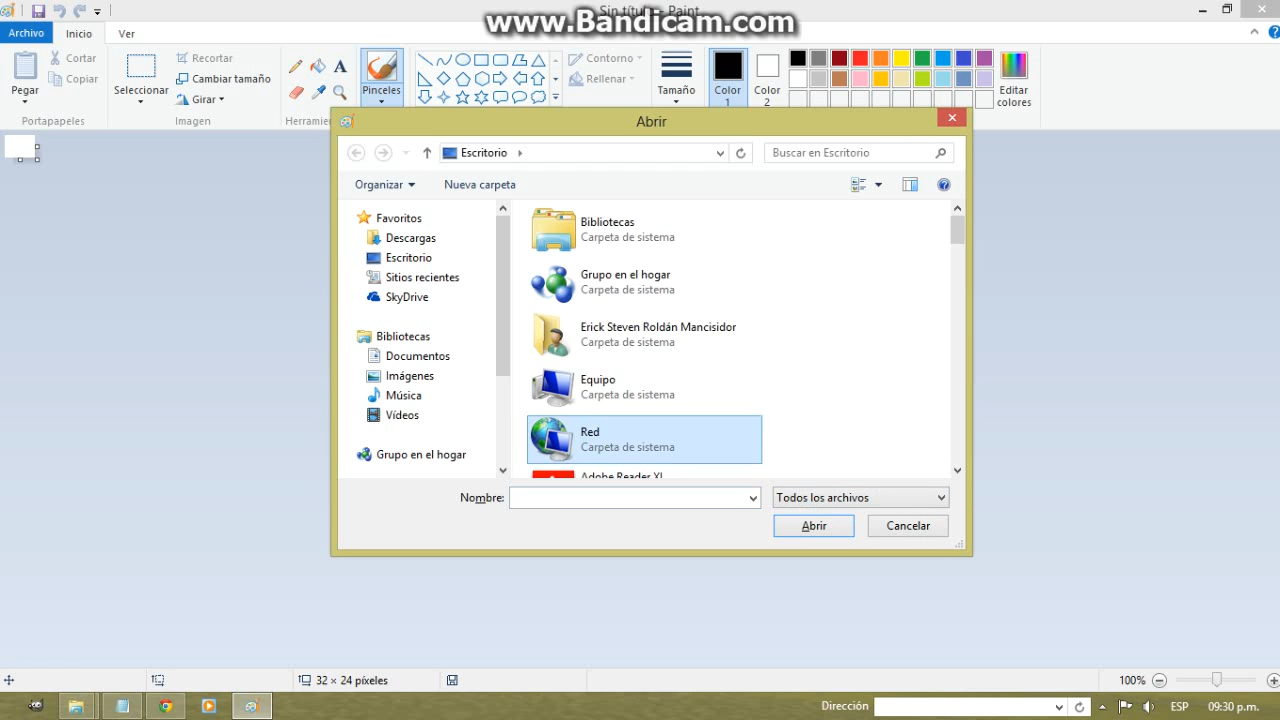 Sin título - Paint
www.Bandicam.com
Archivo
Inicio
Ver
Pegar
Cortar
Copiar
Portapapeles
Seleccionar
Recortar
Cambiar tamaño
Girar
Imagen
A
Herramie
Pinceles
Contorno
Rellenar
Tamaño
Color
1
Color
2
Editar
colores
Abrir
Escritorio
Buscar en Escritorio
Organizar
Nueva carpeta
Favoritos
Descargas
Escritorio
Sitios recientes
SkyDrive
Bibliotecas
Documentos
Imágenes
Música
Vídeos
Grupo en el hogar
Bibliotecas
Carpeta de sistema
Grupo en el hogar
Carpeta de sistema
Erick Steven Roldán Mancisidor
Carpeta de sistema
Equipo
Carpeta de sistema
Red
Carpeta de sistema
Adobe Reader XI
Nombre:
Todos los archivos
Abrir
Cancelar
32 × 24 píxeles
100%
Dirección
ESP
09:30 p.m.